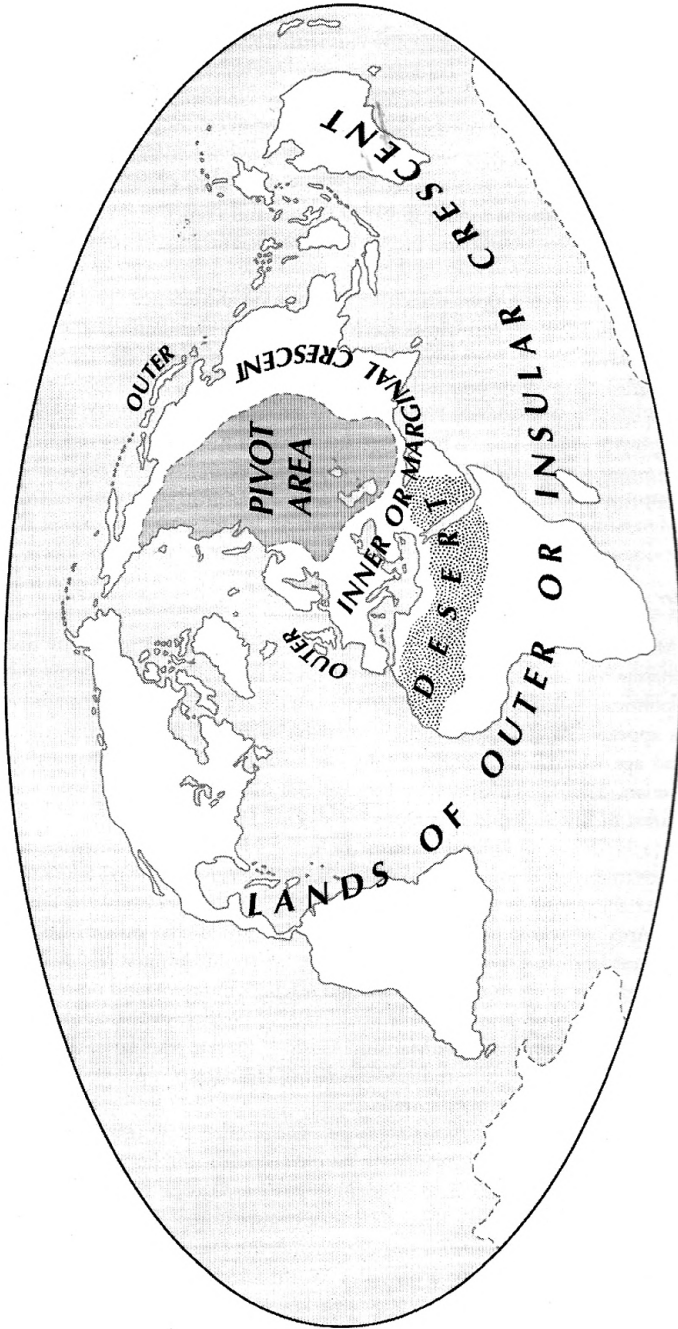 PIVOT
AREA
INNER OR MARGINAL CRESCENT
OUTER
OUTER
DESERT
LANDS OF OUTER OR INSULAR CRESCENT